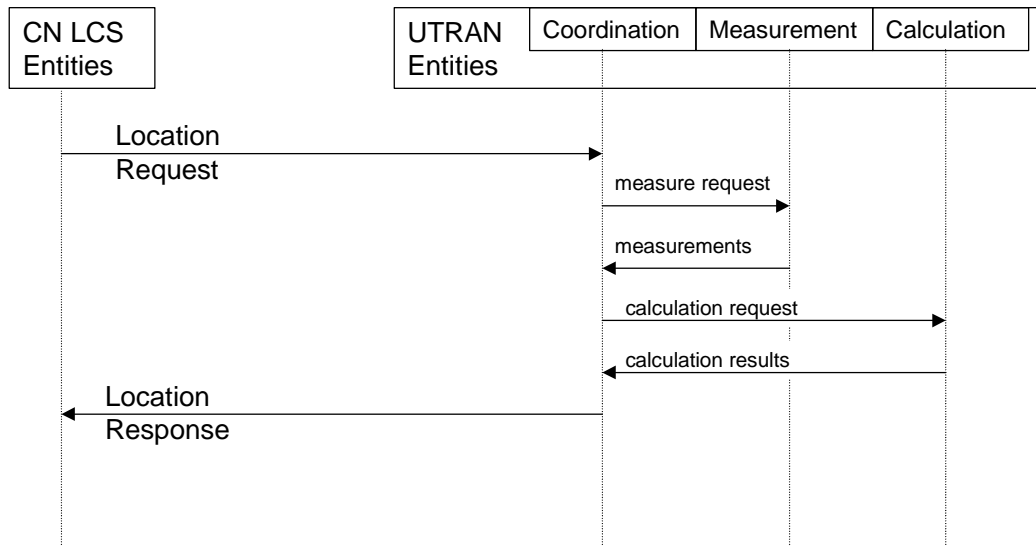 CN LCS
Entities
UTRAN
Entities
Coordination
Measurement
Calculation
Location
Request
measure request
measurements
calculation request
calculation results
Location
Response